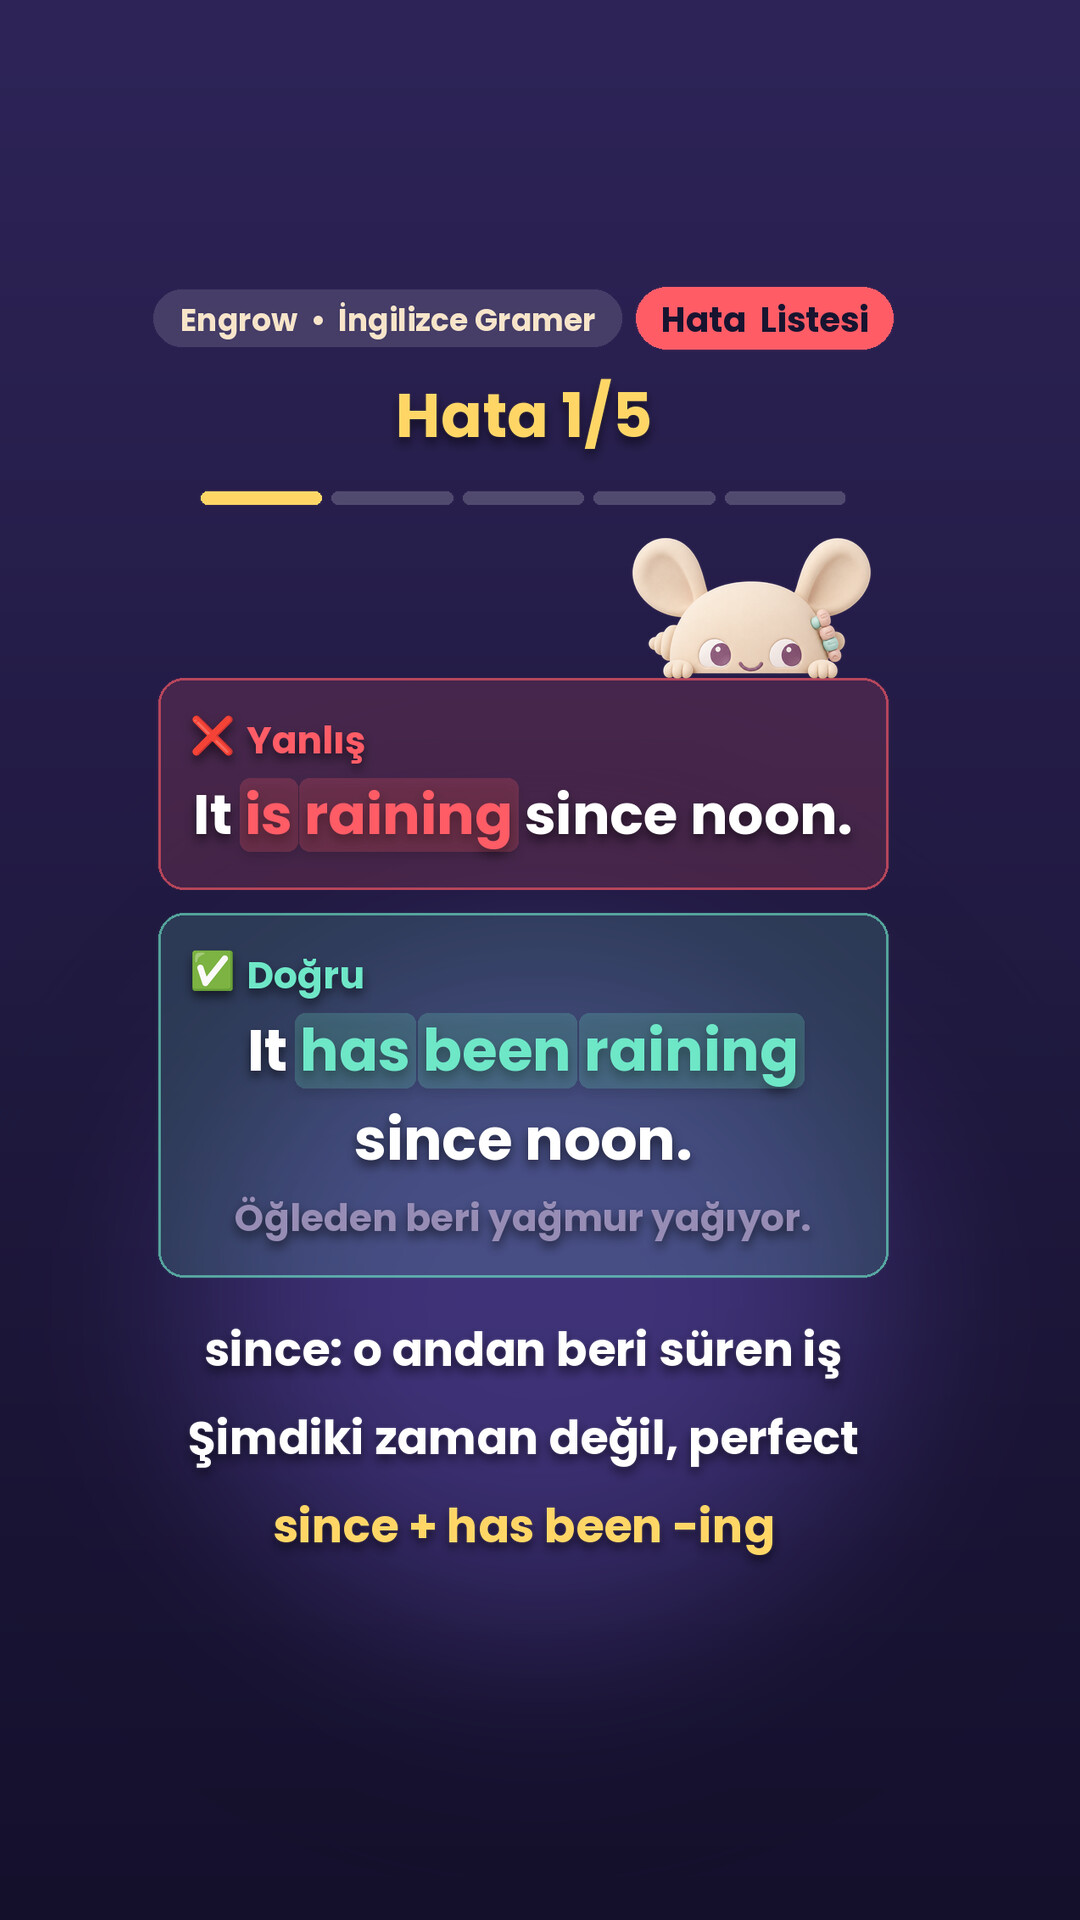 Engrow • İngilizce Gramer
Hata Listesi
Hata 1/5
❌ Yanlış
It is raining since noon.
✅ Doğru
It has been raining
since noon.
Öğleden beri yağmur yağıyor.
since: o andan beri süren iş
Şimdiki zaman değil, perfect
since + has been -ing